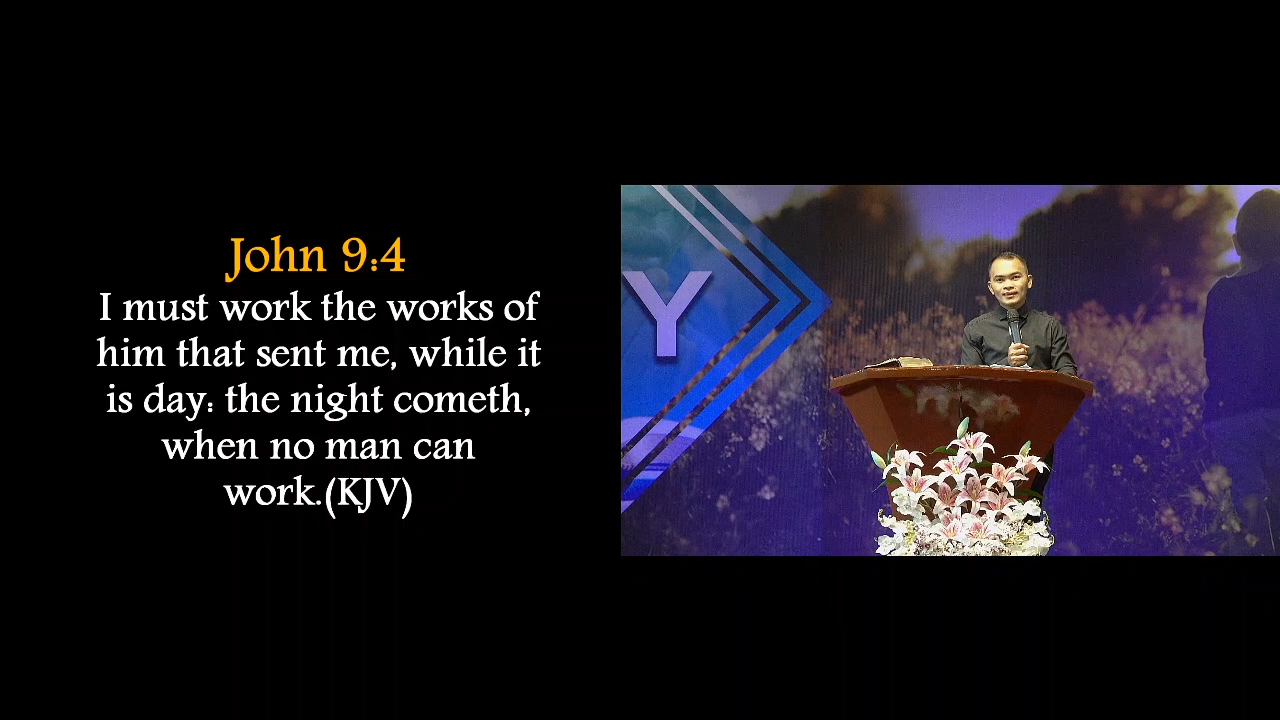 John 9:4
I must work the works of
him that sent me, while it
is day: the night cometh,
when no man can
work.(KJV)
Y